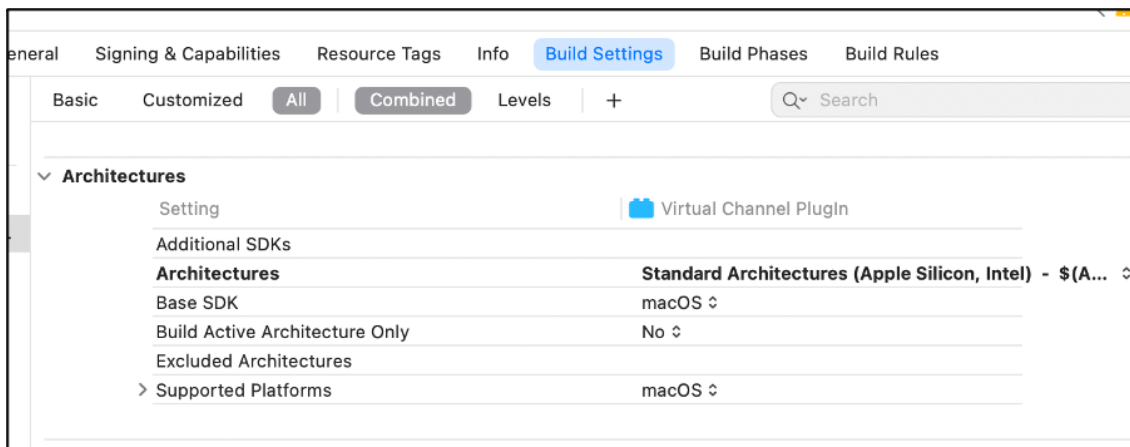 eneral Signing & Capabilities Resource Tags Info Build Settings Build Phases Build Rules
Basic Customized All Combined Levels + Search
Architectures
Setting Virtual Channel PlugIn
Additional SDKs
Architectures Standard Architectures (Apple Silicon, Intel) - $(A...
Base SDK macOS
Build Active Architecture Only No
Excluded Architectures
Supported Platforms macOS